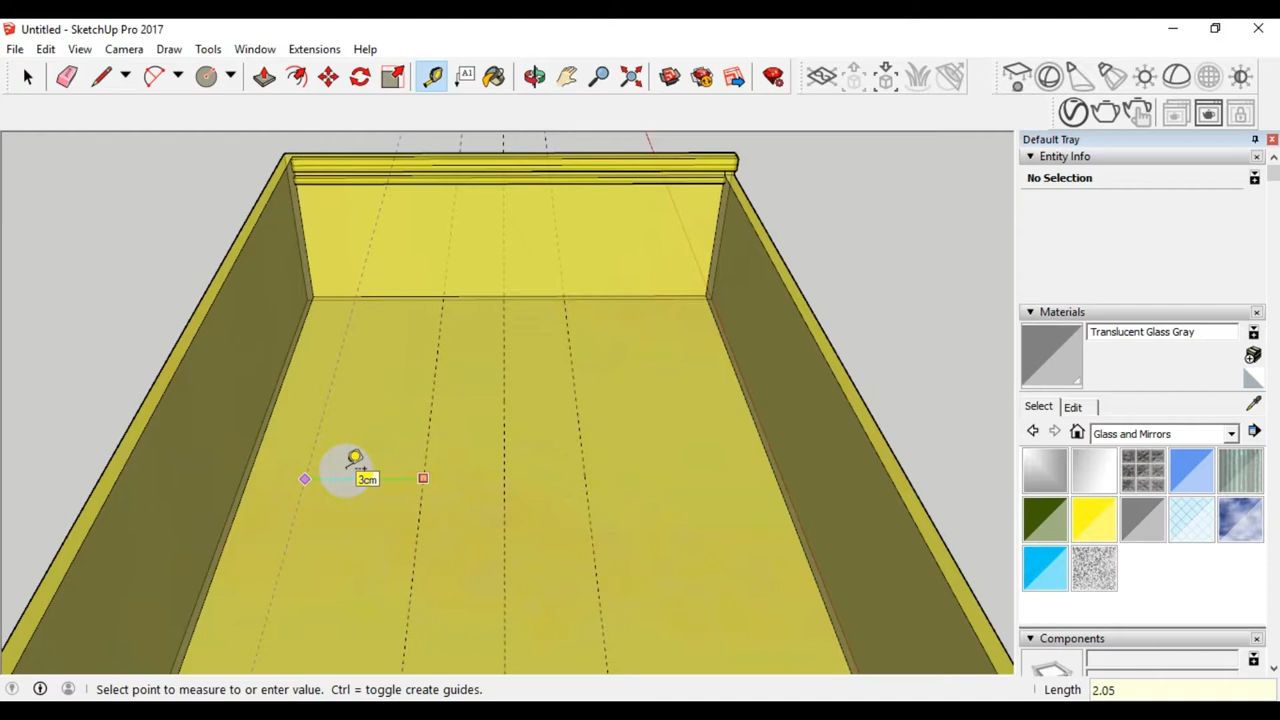 Untitled - SketchUp Pro 2017
File Edit View Camera Draw Tools Window Extensions Help
A1
Default Tray
Entity Info
No Selection
Materials
Translucent Glass Gray
Select Edit
Glass and Mirrors
3cm
Components
Select point to measure to or enter value. Ctrl = toggle create guides.
Length 2.05